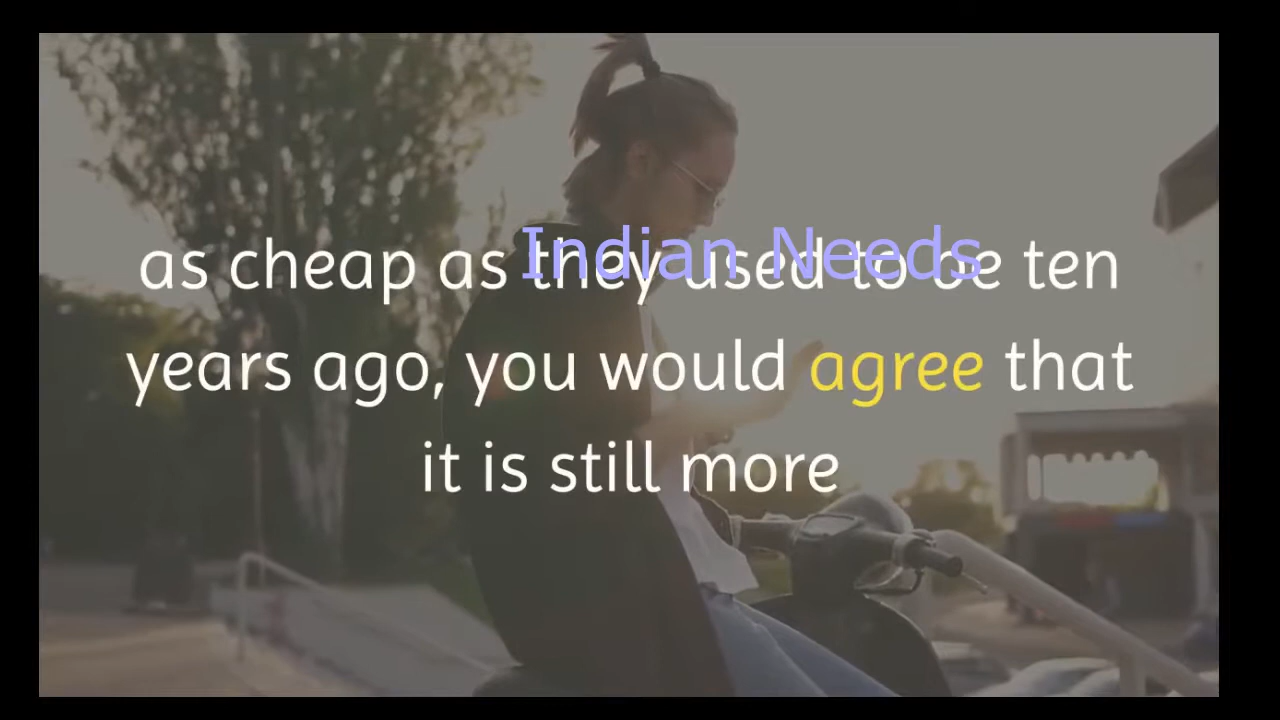 Indian Needs
as cheap as they used to be ten
years ago, you would agree that
it is still more